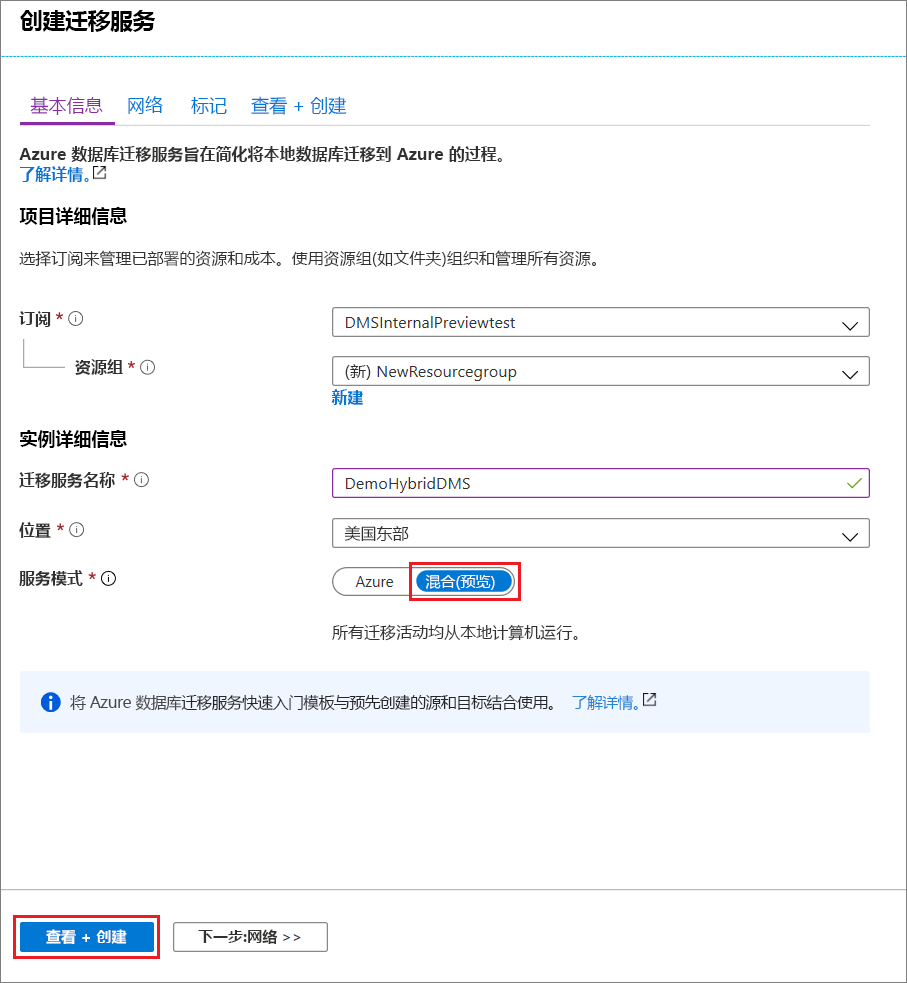 创建迁移服务
基本信息 网络 标记 查看 + 创建
Azure 数据库迁移服务旨在简化将本地数据库迁移到 Azure 的过程。
了解详情。
项目详细信息
选择订阅来管理已部署的资源和成本。使用资源组(如文件夹)组织和管理所有资源。
订阅 * DMSInternalPreviewtest
资源组 * (新) NewResourcegroup
新建
实例详细信息
迁移服务名称 * DemoHybridDMS
位置 * 美国东部
服务模式 * Azure 混合(预览)
所有迁移活动均从本地计算机运行。
将 Azure 数据库迁移服务快速入门模板与预先创建的源和目标结合使用。 了解详情。
查看 + 创建 下一步:网络 >>